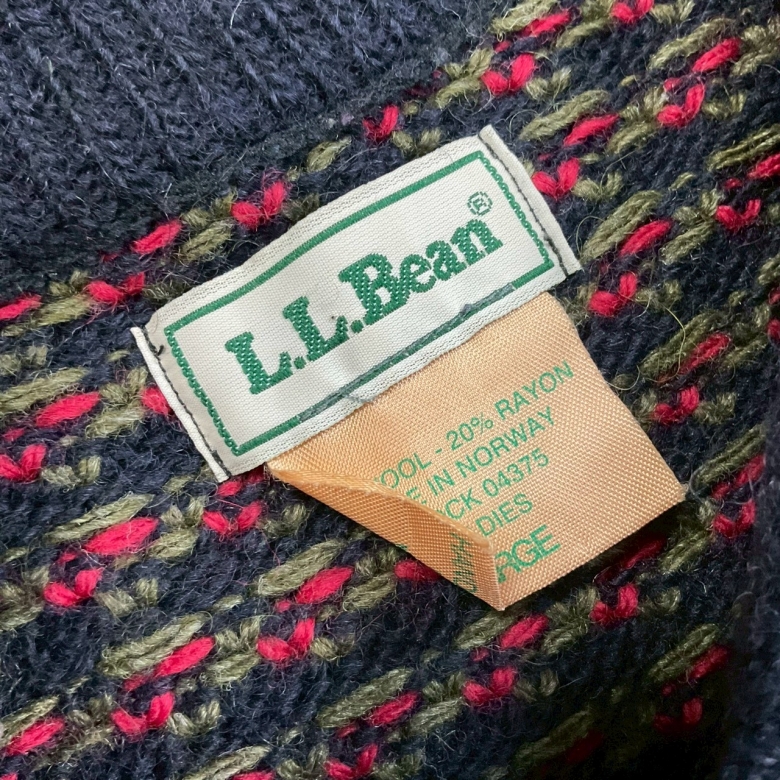 L.L.Bean®
OOL - 20% RAYON
E IN NORWAY
CK 04375
DIES
RGE